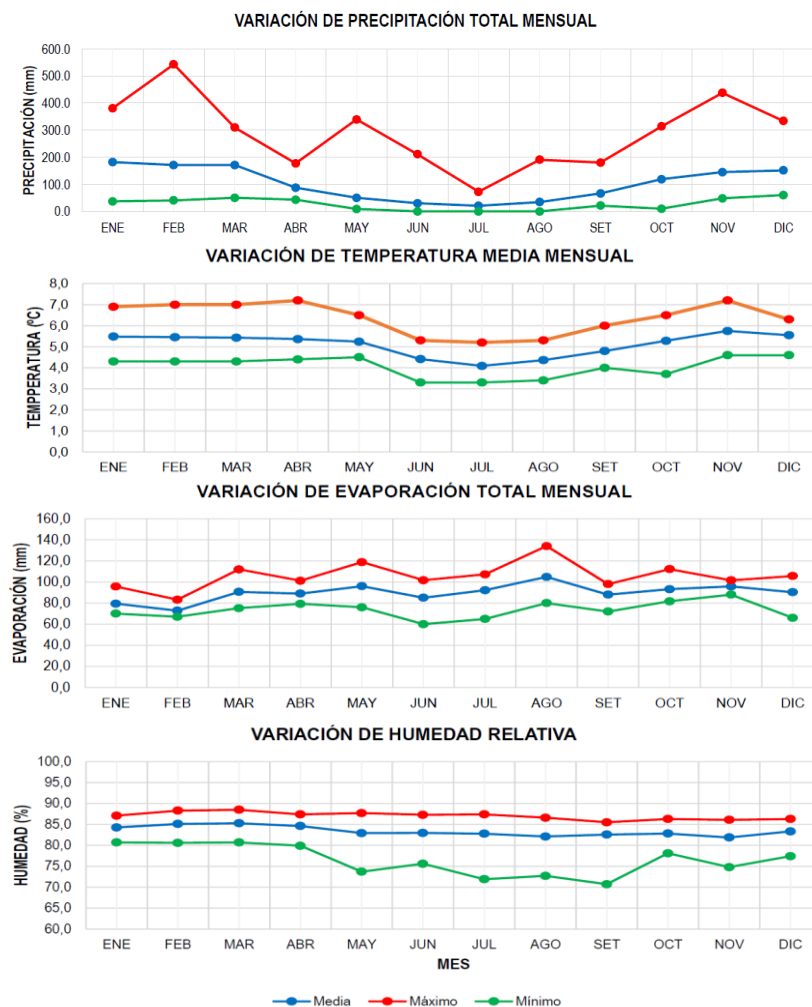 VARIACIÓN DE PRECIPITACIÓN TOTAL MENSUAL
PRECIPITACIÓN (mm)
600.0
500.0
400.0
300.0
200.0
100.0
0.0
ENE FEB MAR ABR MAY JUN JUL AGO SET OCT NOV DIC
VARIACIÓN DE TEMPERATURA MEDIA MENSUAL
TEMPPERATURA (ºC)
8,0
7,0
6,0
5,0
4,0
3,0
2,0
1,0
0,0
ENE FEB MAR ABR MAY JUN JUL AGO SET OCT NOV DIC
VARIACIÓN DE EVAPORACIÓN TOTAL MENSUAL
EVAPORACIÓN (mm)
160,0
140,0
120,0
100,0
80,0
60,0
40,0
20,0
0,0
ENE FEB MAR ABR MAY JUN JUL AGO SET OCT NOV DIC
VARIACIÓN DE HUMEDAD RELATIVA
HUMEDAD (%)
100,0
95,0
90,0
85,0
80,0
75,0
70,0
65,0
60,0
ENE FEB MAR ABR MAY JUN JUL AGO SET OCT NOV DIC
MES
Media Máximo Mínimo